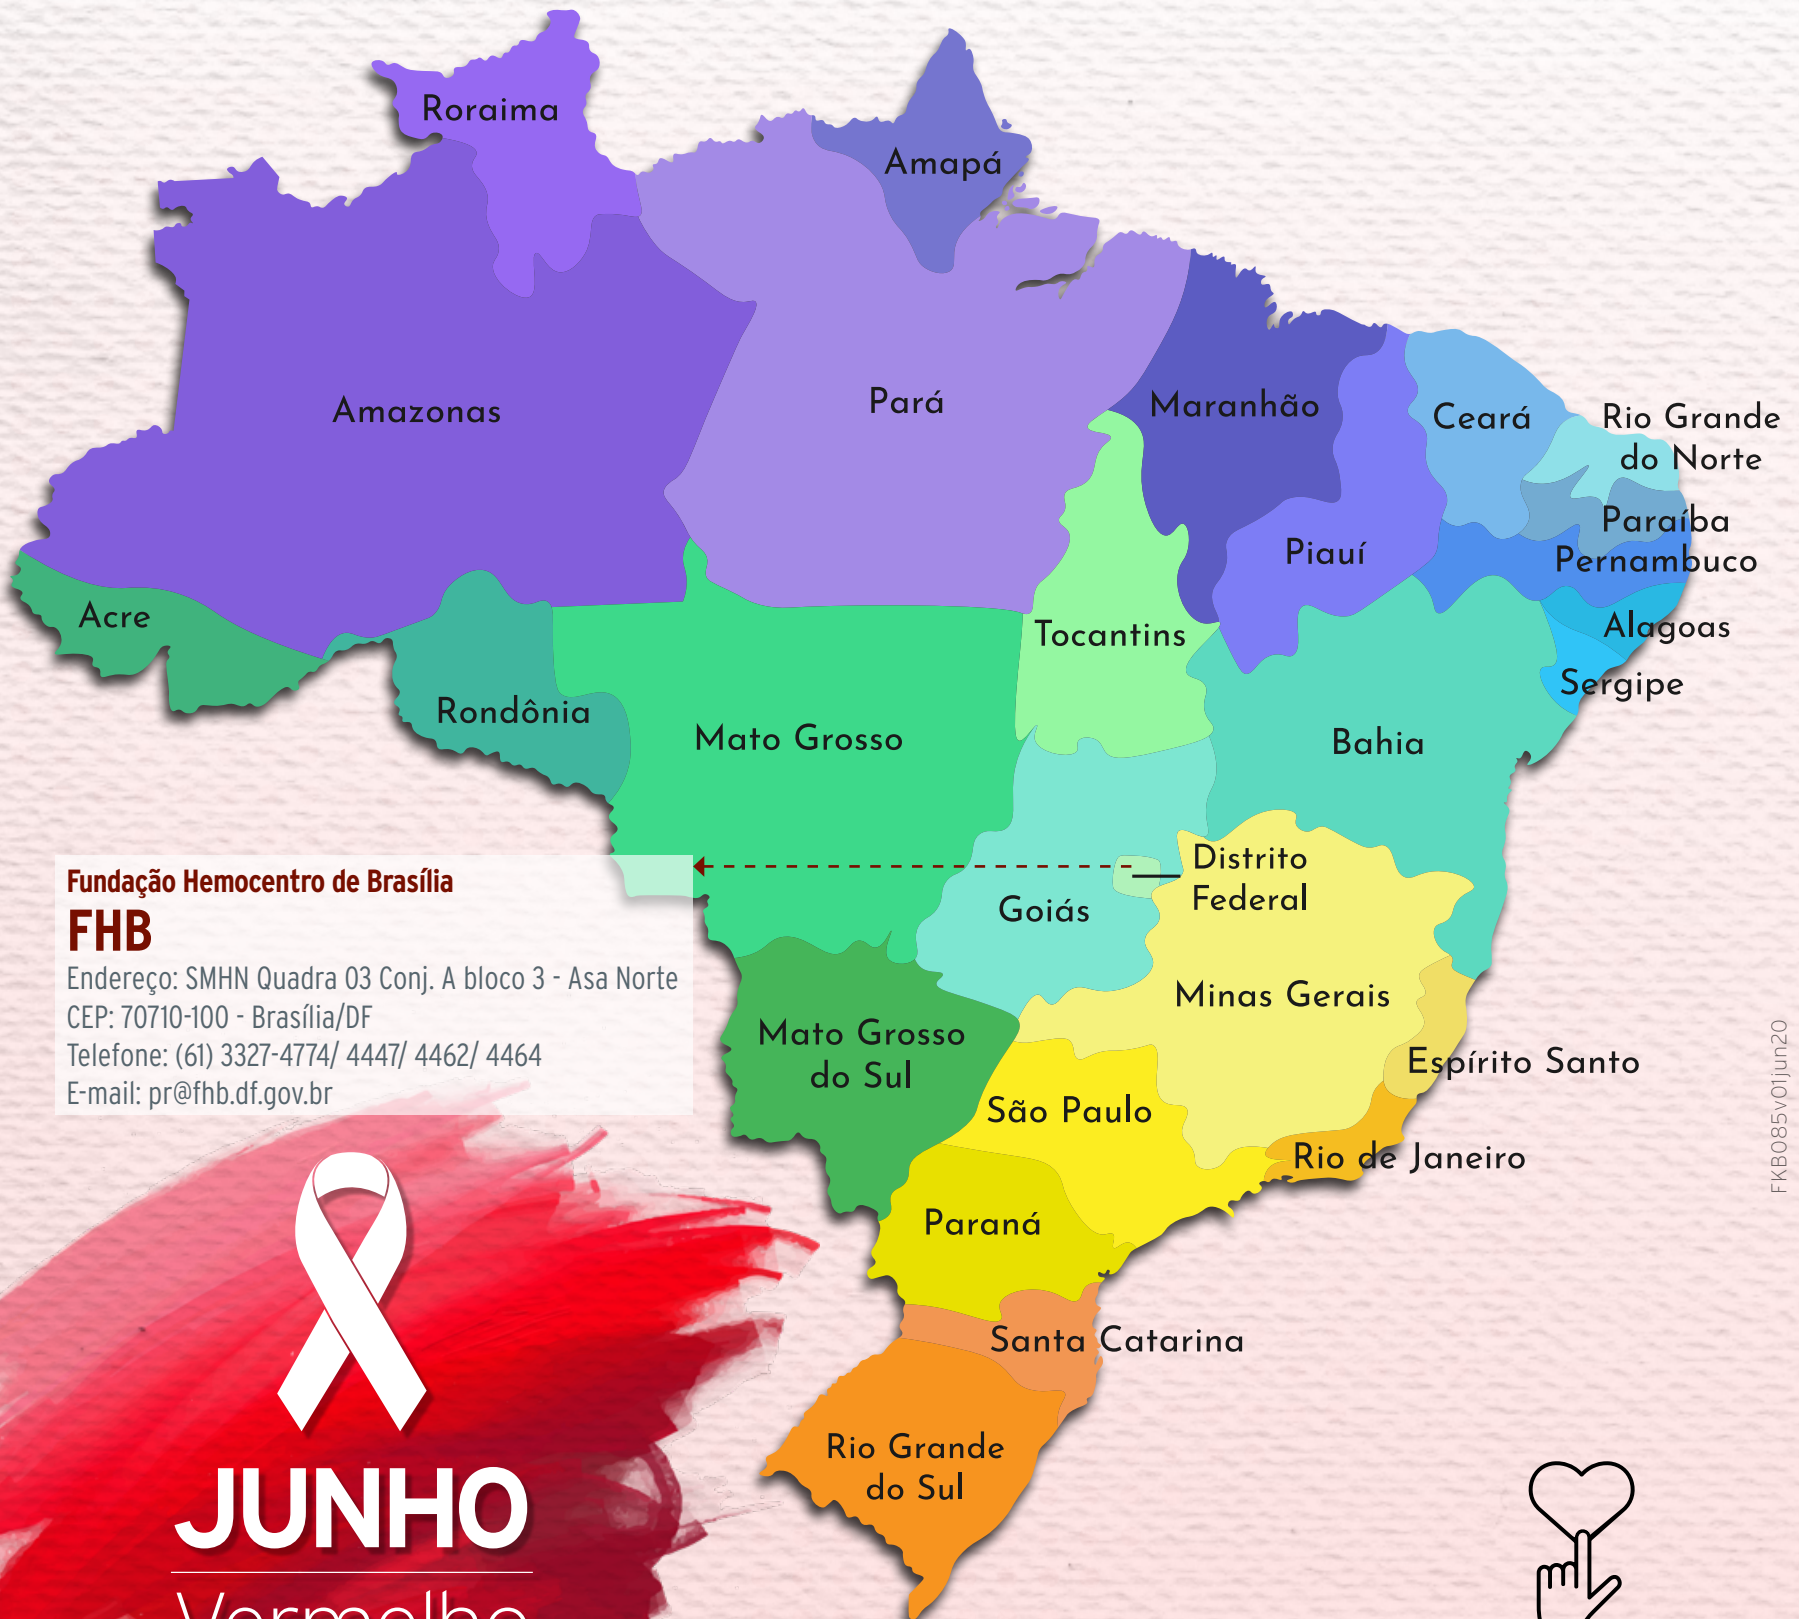 Roraima
Amapá
Amazonas
Pará
Maranhão
Ceará
Rio Grande
do Norte
Paraíba
Pernambuco
Piauí
Acre
Tocantins
Alagoas
Sergipe
Rondônia
Mato Grosso
Bahia
Distrito
Federal
Goiás
Fundação Hemocentro de Brasília
FHB
Endereço: SMHN Quadra 03 Conj. A bloco 3 - Asa Norte
CEP: 70710-100 - Brasília/DF
Telefone: (61) 3327-4774/ 4447/ 4462/ 4464
E-mail: pr@fhb.df.gov.br
Minas Gerais
Mato Grosso
do Sul
Espírito Santo
São Paulo
Rio de Janeiro
Paraná
Santa Catarina
Rio Grande
do Sul
FKB085v01jun20
JUNHO
Vermelho